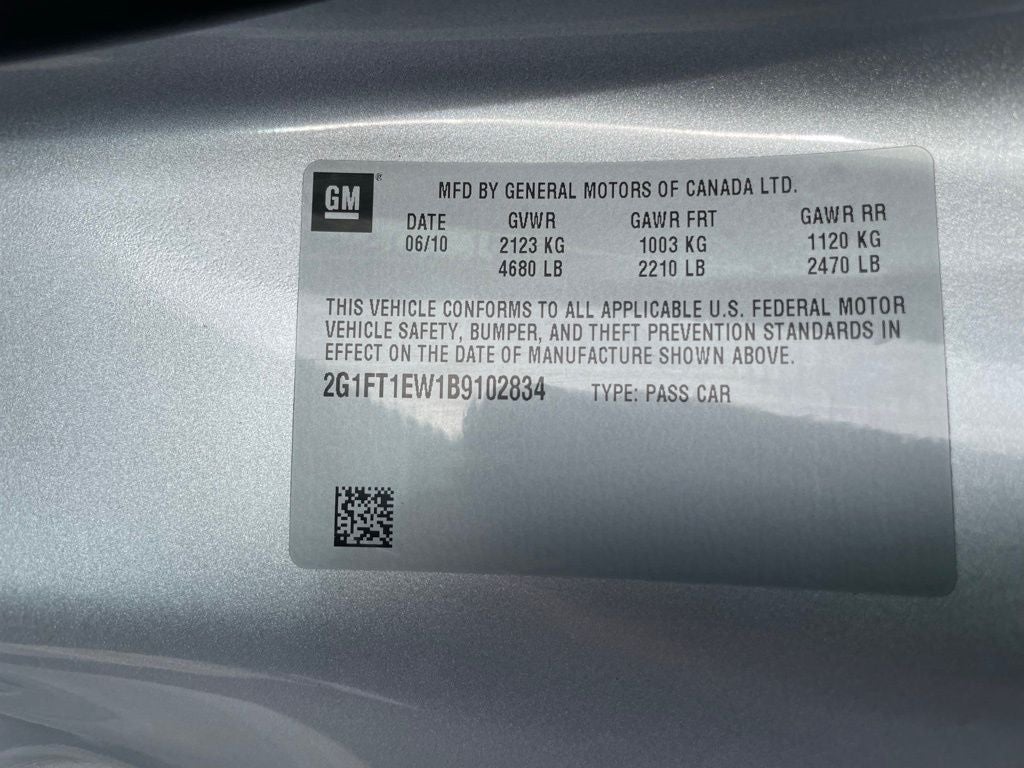 GM ®
MFD BY GENERAL MOTORS OF CANADA LTD.
DATE GVWR GAWR FRT GAWR RR
06/10 2123 KG 1003 KG 1120 KG
4680 LB 2210 LB 2470 LB
THIS VEHICLE CONFORMS TO ALL APPLICABLE U.S. FEDERAL MOTOR
VEHICLE SAFETY, BUMPER, AND THEFT PREVENTION STANDARDS IN
EFFECT ON THE DATE OF MANUFACTURE SHOWN ABOVE.
2G1FT1EW1B9102834 TYPE: PASS CAR